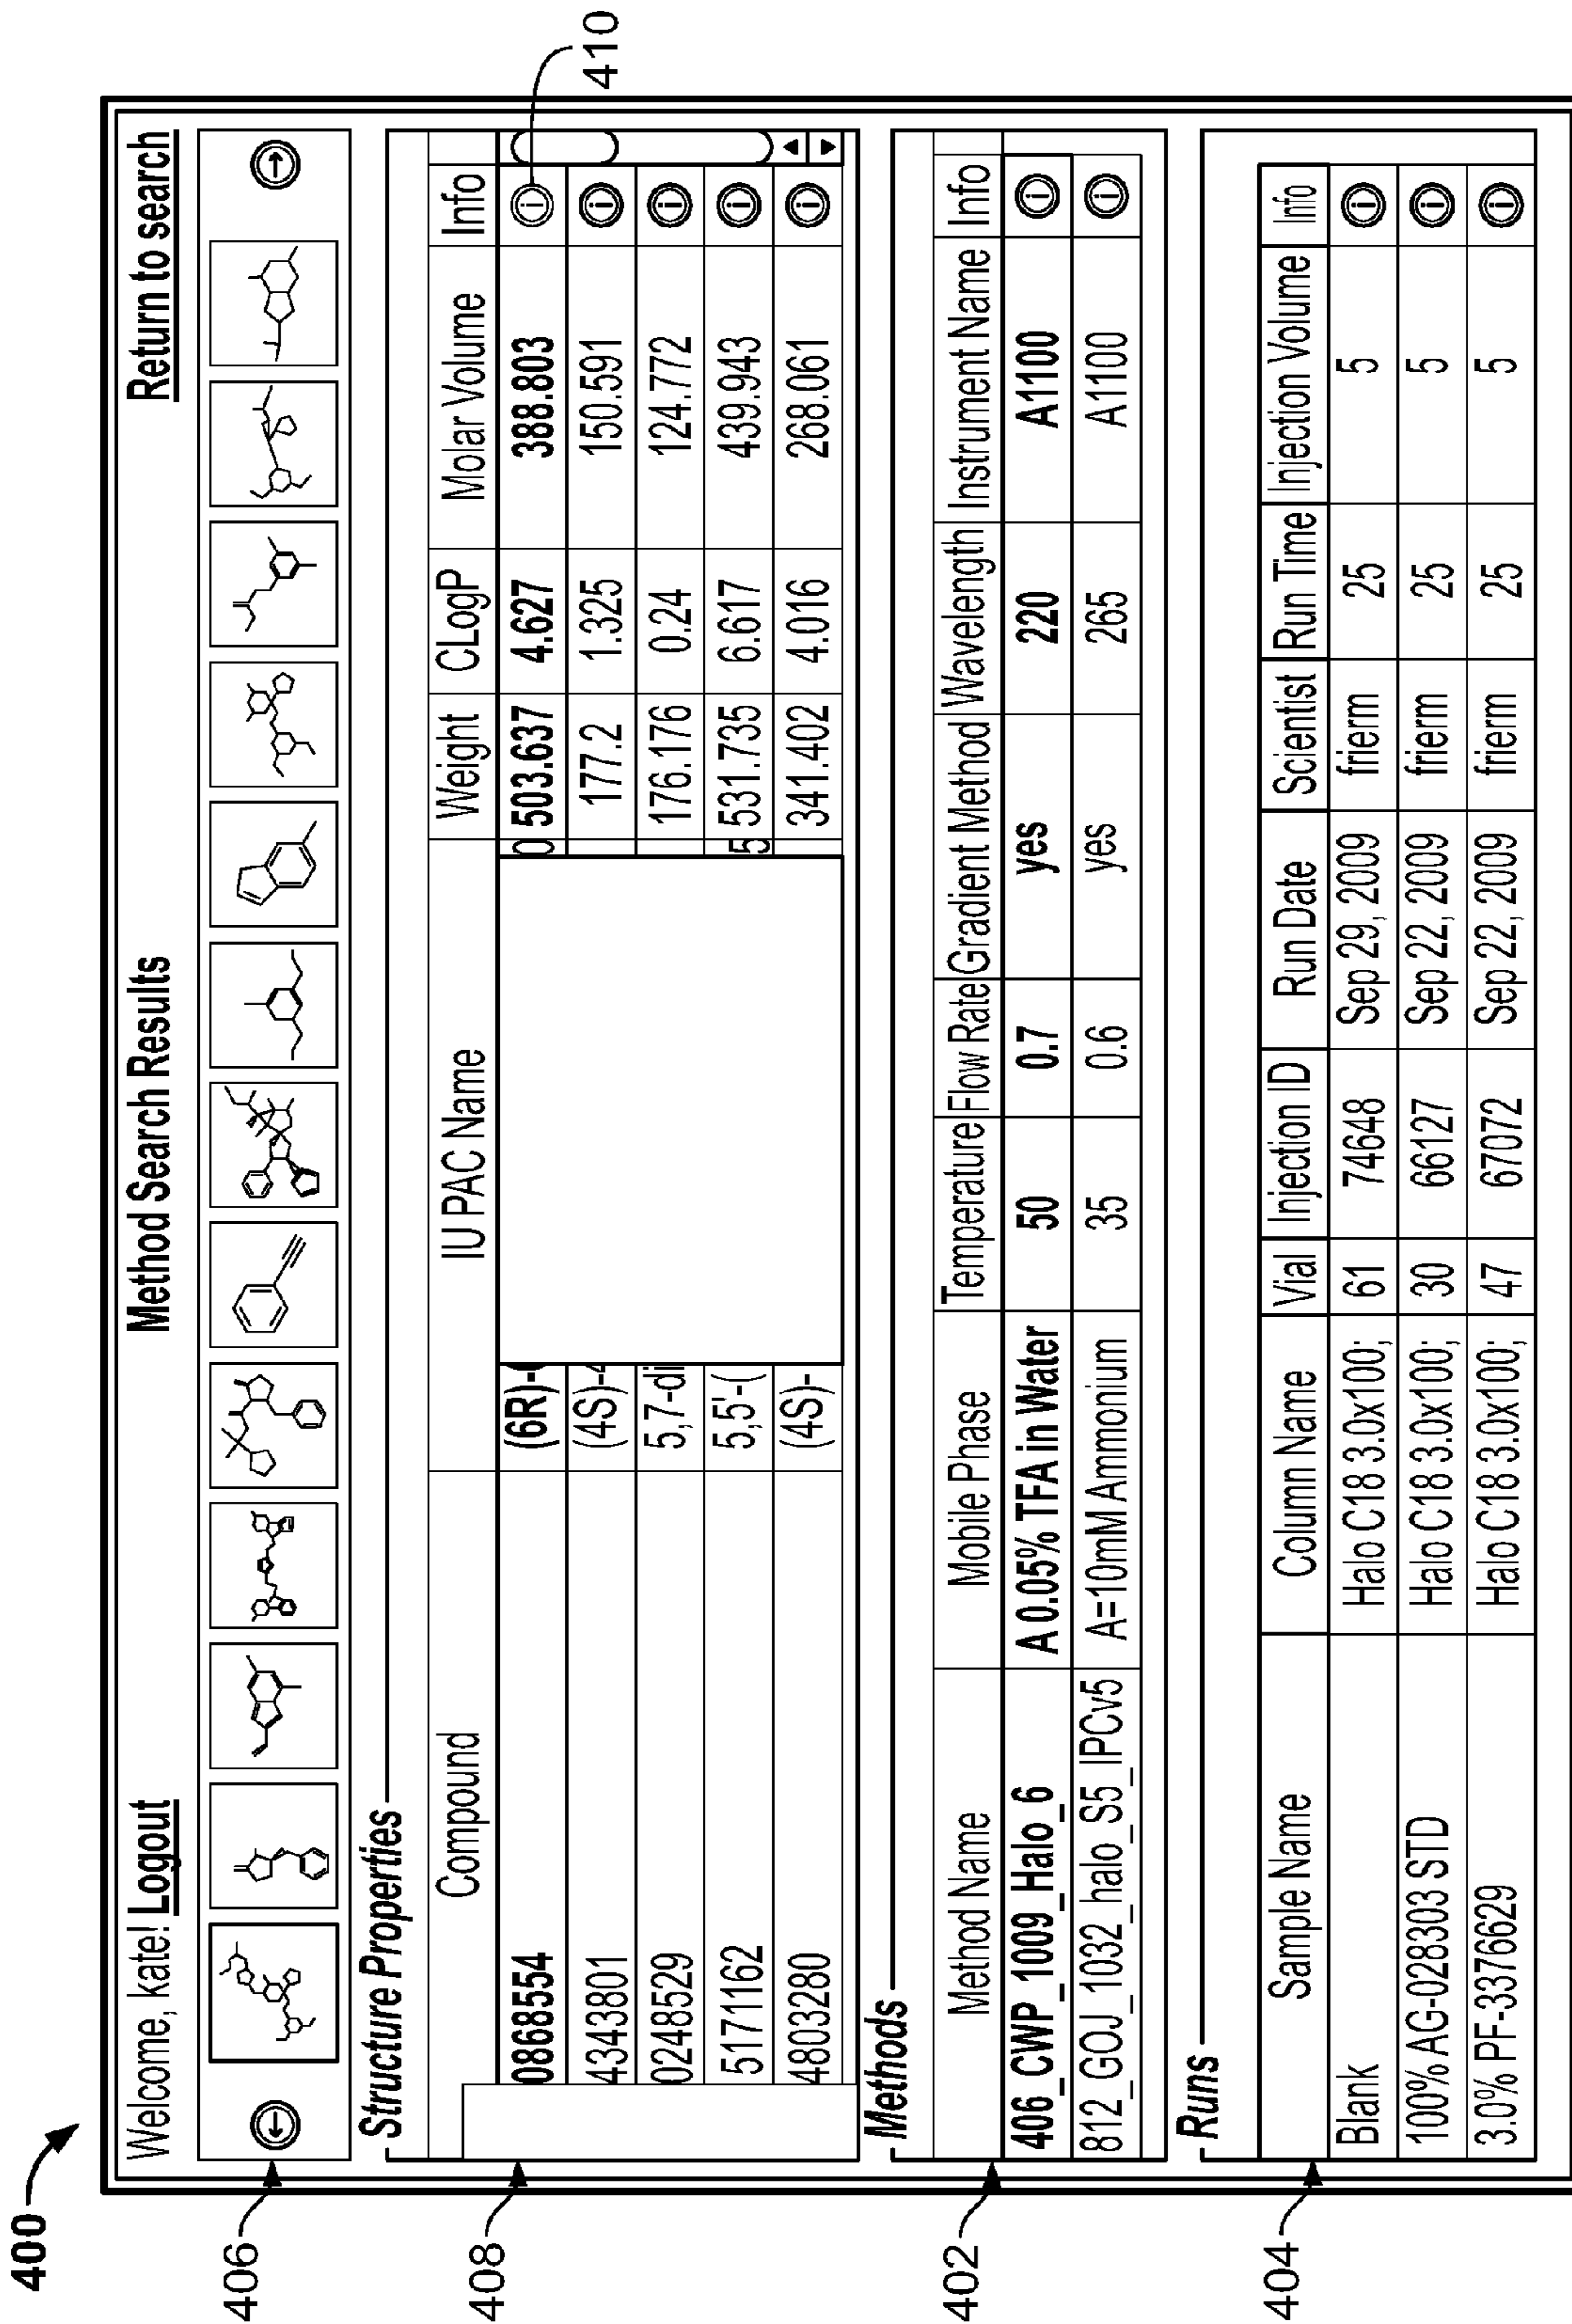 400
Welcome, kate! Logout Method Search Results Return to search
406
Structure Properties
408
Compound IU PAC Name Weight CLogP Molar Volume Info
0868554 (6R)- 503.637 4.627 388.803 i
410
4343801 (4S)-4 177.2 1.325 150.591 i
0248529 5,7-di 176.176 0.24 124.772 i
5171162 5,5'-( 5 531.735 6.617 439.943 i
4803280 (4S)- 341.402 4.016 268.061 i
Methods
402
Method Name Mobile Phase Temperature Flow Rate Gradient Method Wavelength Instrument Name Info
406_CWP_1009_Halo_6 A 0.05% TFA in Water 50 0.7 yes 220 A1100 i
812_GOJ_1032_halo_S5_IPCv5 A=10mM Ammonium 35 0.6 yes 265 A1100 i
Runs
404
Sample Name Column Name Vial Injection ID Run Date Scientist Run Time Injection Volume Info
Blank Halo C18 3.0x100; 61 74648 Sep 29, 2009 frierm 25 5 i
100% AG-028303 STD Halo C18 3.0x100; 30 66127 Sep 22, 2009 frierm 25 5 i
3.0% PF-3376629 Halo C18 3.0x100; 47 67072 Sep 22, 2009 frierm 25 5 i